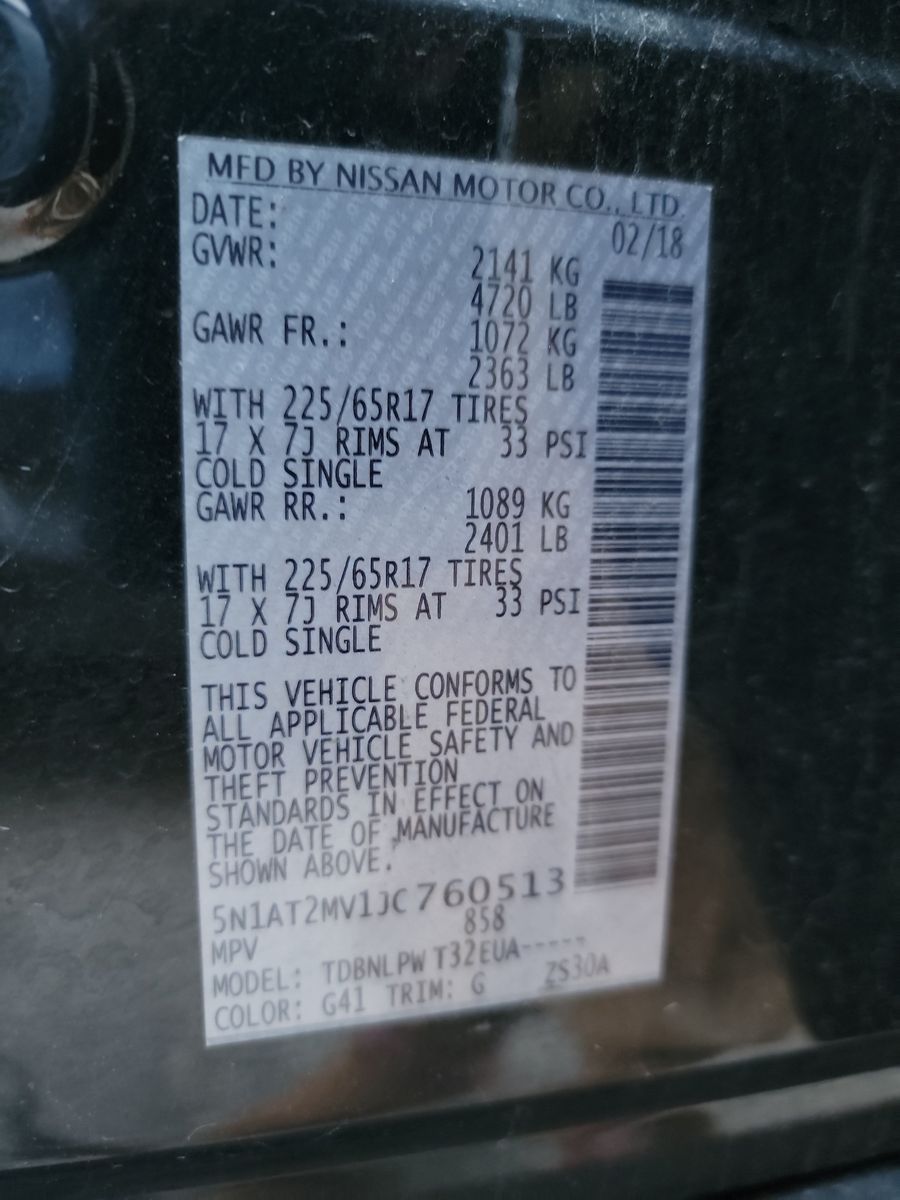 MFD BY NISSAN MOTOR CO., LTD.
DATE: 02/18
GVWR: 2141 KG
4720 LB
GAWR FR.: 1072 KG
2363 LB
WITH 225/65R17 TIRES
17 X 7J RIMS AT 33 PSI
COLD SINGLE
GAWR RR.: 1089 KG
2401 LB
WITH 225/65R17 TIRES
17 X 7J RIMS AT 33 PSI
COLD SINGLE
THIS VEHICLE CONFORMS TO
ALL APPLICABLE FEDERAL
MOTOR VEHICLE SAFETY AND
THEFT PREVENTION
STANDARDS IN EFFECT ON
THE DATE OF MANUFACTURE
SHOWN ABOVE.
5N1AT2MV1JC760513
MPV 858
MODEL: TDBNLPW T32EUA-----
COLOR: G41 TRIM: G ZS30A